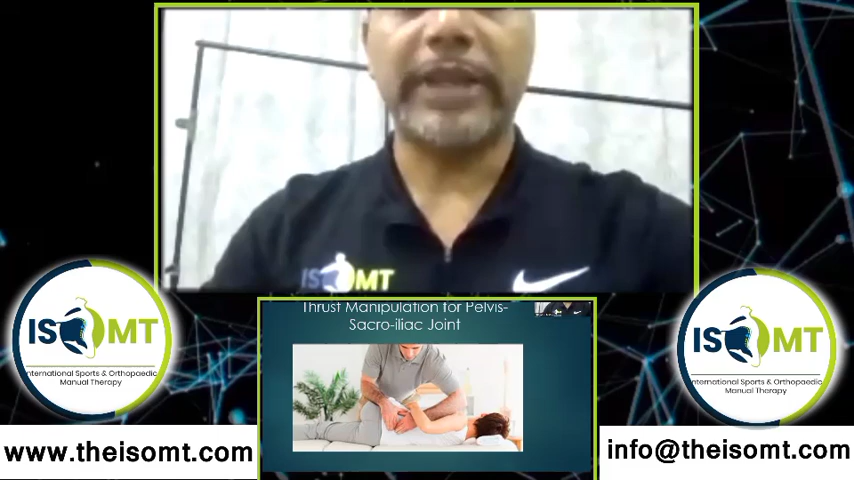 ISOMT
Thrust Manipulation for Pelvis-
Sacro-iliac Joint
ISOMT
International Sports & Orthopaedic
Manual Therapy
ISOMT
International Sports & Orthopaedic
Manual Therapy
www.theisomt.com
info@theisomt.com